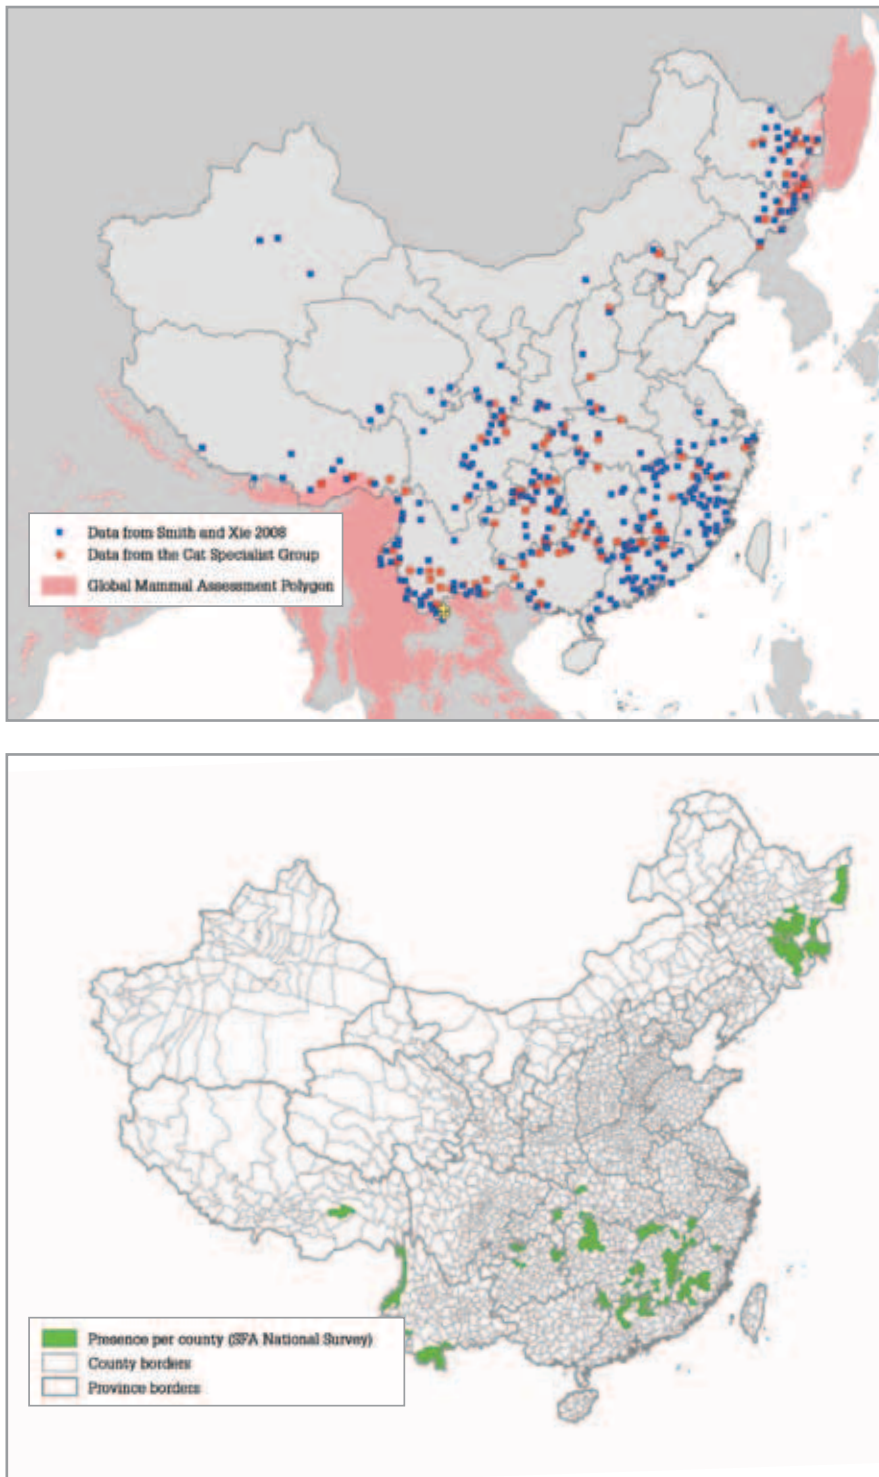 Data from Smith and Xie 2008
Data from the Cat Specialist Group
Global Mammal Assessment Polygon
Presence per county (SFA National Survey)
County borders
Province borders